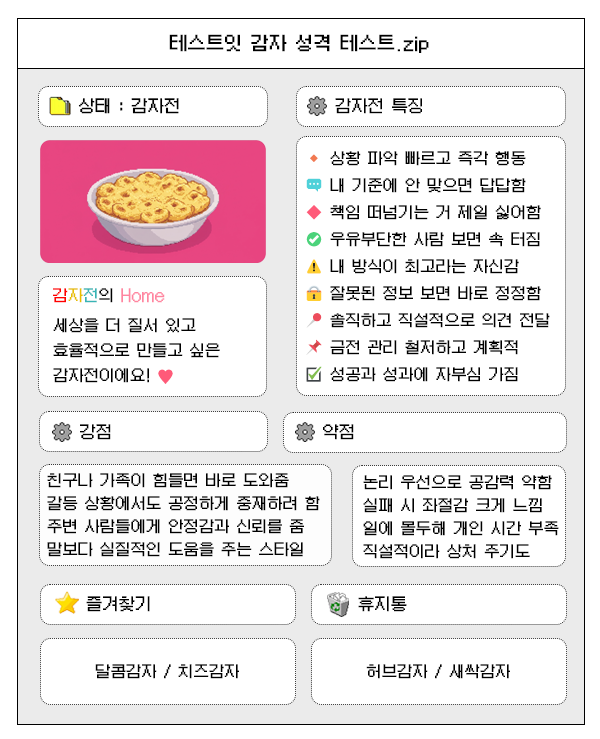 테스트잇 감자 성격 테스트.zip
상태 : 감자전
감자전 특징
상황 파악 빠르고 즉각 행동
내 기준에 안 맞으면 답답함
책임 떠넘기는 거 제일 싫어함
우유부단한 사람 보면 속 터짐
내 방식이 최고라는 자신감
잘못된 정보 보면 바로 정정함
솔직하고 직설적으로 의견 전달
금전 관리 철저하고 계획적
성공과 성과에 자부심 가짐
감자전의 Home
세상을 더 질서 있고
효율적으로 만들고 싶은
감자전이에요!
강점
약점
친구나 가족이 힘들면 바로 도와줌
갈등 상황에서도 공정하게 중재하려 함
주변 사람들에게 안정감과 신뢰를 줌
말보다 실질적인 도움을 주는 스타일
논리 우선으로 공감력 약함
실패 시 좌절감 크게 느낌
일에 몰두해 개인 시간 부족
직설적이라 상처 주기도
즐겨찾기
휴지통
달콤감자 / 치즈감자
허브감자 / 새싹감자